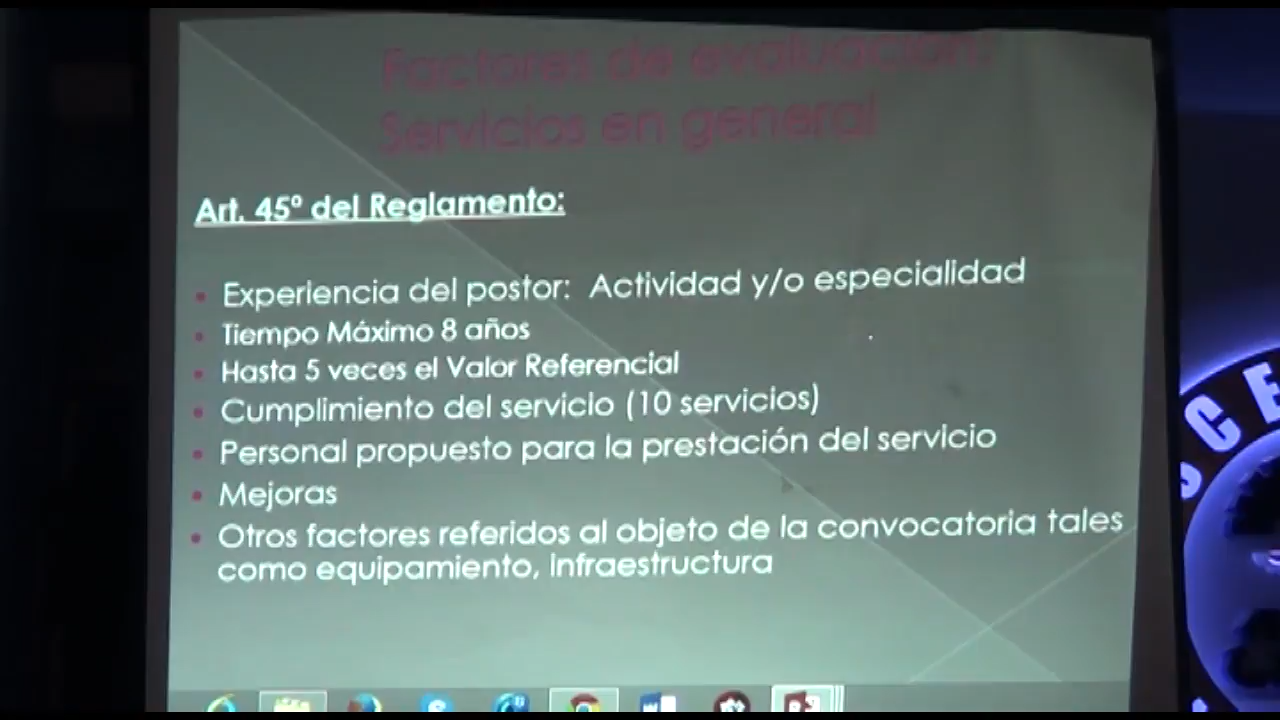 Factores de evaluación:
Servicios en general
Art. 45º del Reglamento:
Experiencia del postor: Actividad y/o especialidad
Tiempo Máximo 8 años
Hasta 5 veces el Valor Referencial
Cumplimiento del servicio (10 servicios)
Personal propuesto para la prestación del servicio
Mejoras
Otros factores referidos al objeto de la convocatoria tales
como equipamiento, infraestructura